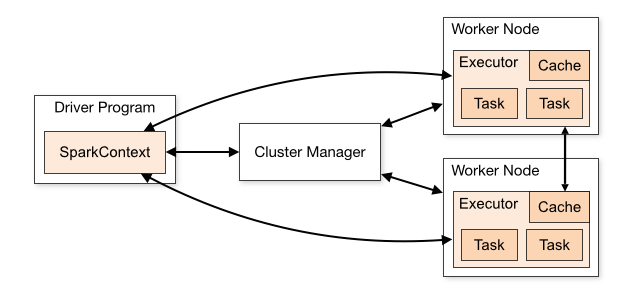 Worker Node
Executor
Cache
Task
Task
Driver Program
SparkContext
Cluster Manager
Worker Node
Executor
Cache
Task
Task